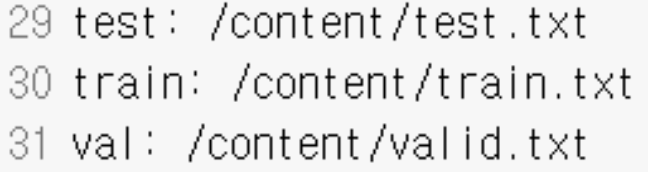 29 test: /content/test.txt
30 train: /content/train.txt
31 val: /content/valid.txt